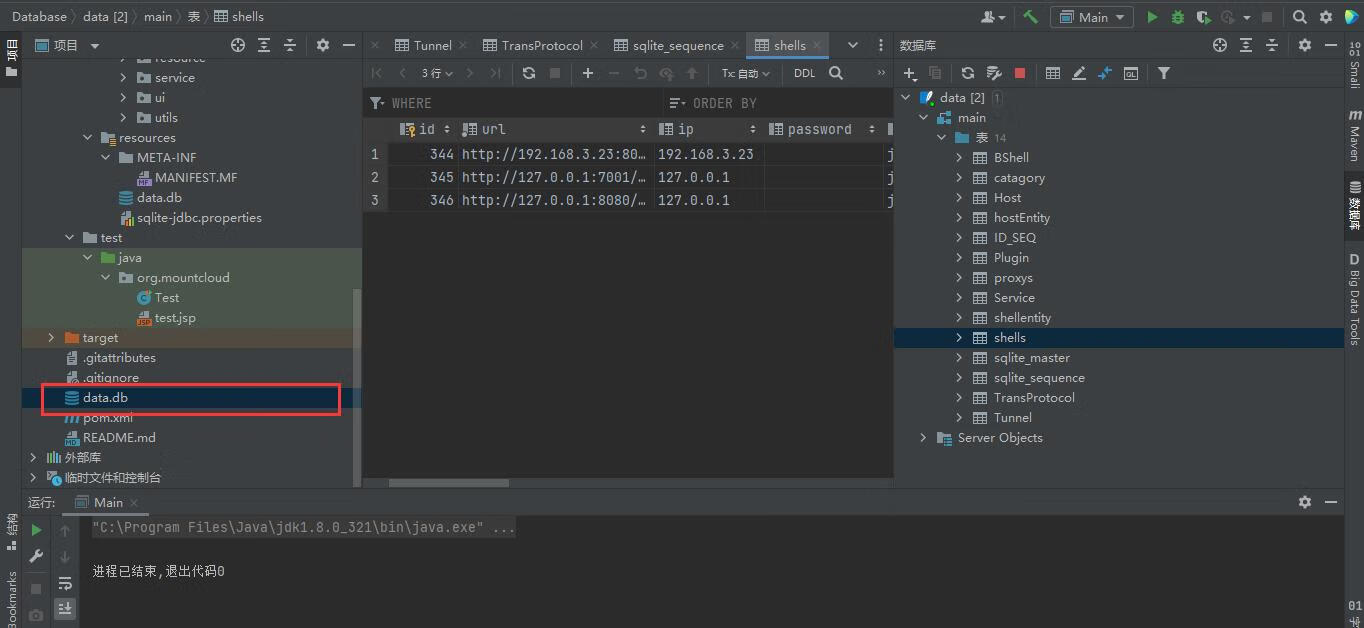 Database 〉 data [2] 〉 main 〉 表 〉 shells
Main
项目
项目
resource
service
ui
utils
resources
META-INF
MANIFEST.MF
data.db
sqlite-jdbc.properties
test
java
org.mountcloud
Test
test.jsp
target
.gitattributes
.gitignore
data.db
pom.xml
README.md
外部库
临时文件和控制台
Tunnel
TransProtocol
sqlite_sequence
shells
3 行
Tx: 自动
DDL
WHERE
ORDER BY
id url ip password
1 344 http://192.168.3.23:80… 192.168.3.23 j
2 345 http://127.0.0.1:7001/… 127.0.0.1 j
3 346 http://127.0.0.1:8080/… 127.0.0.1 j
数据库
data [2] 1
main
表 14
BShell
catagory
Host
hostEntity
ID_SEQ
Plugin
proxys
Service
shellentity
shells
sqlite_master
sqlite_sequence
TransProtocol
Tunnel
Server Objects
Smali
Maven
数据库
Big Data Tools
运行:
Main
"C:\Program Files\Java\jdk1.8.0_321\bin\java.exe" ...
进程已结束,退出代码0
结构
Bookmarks